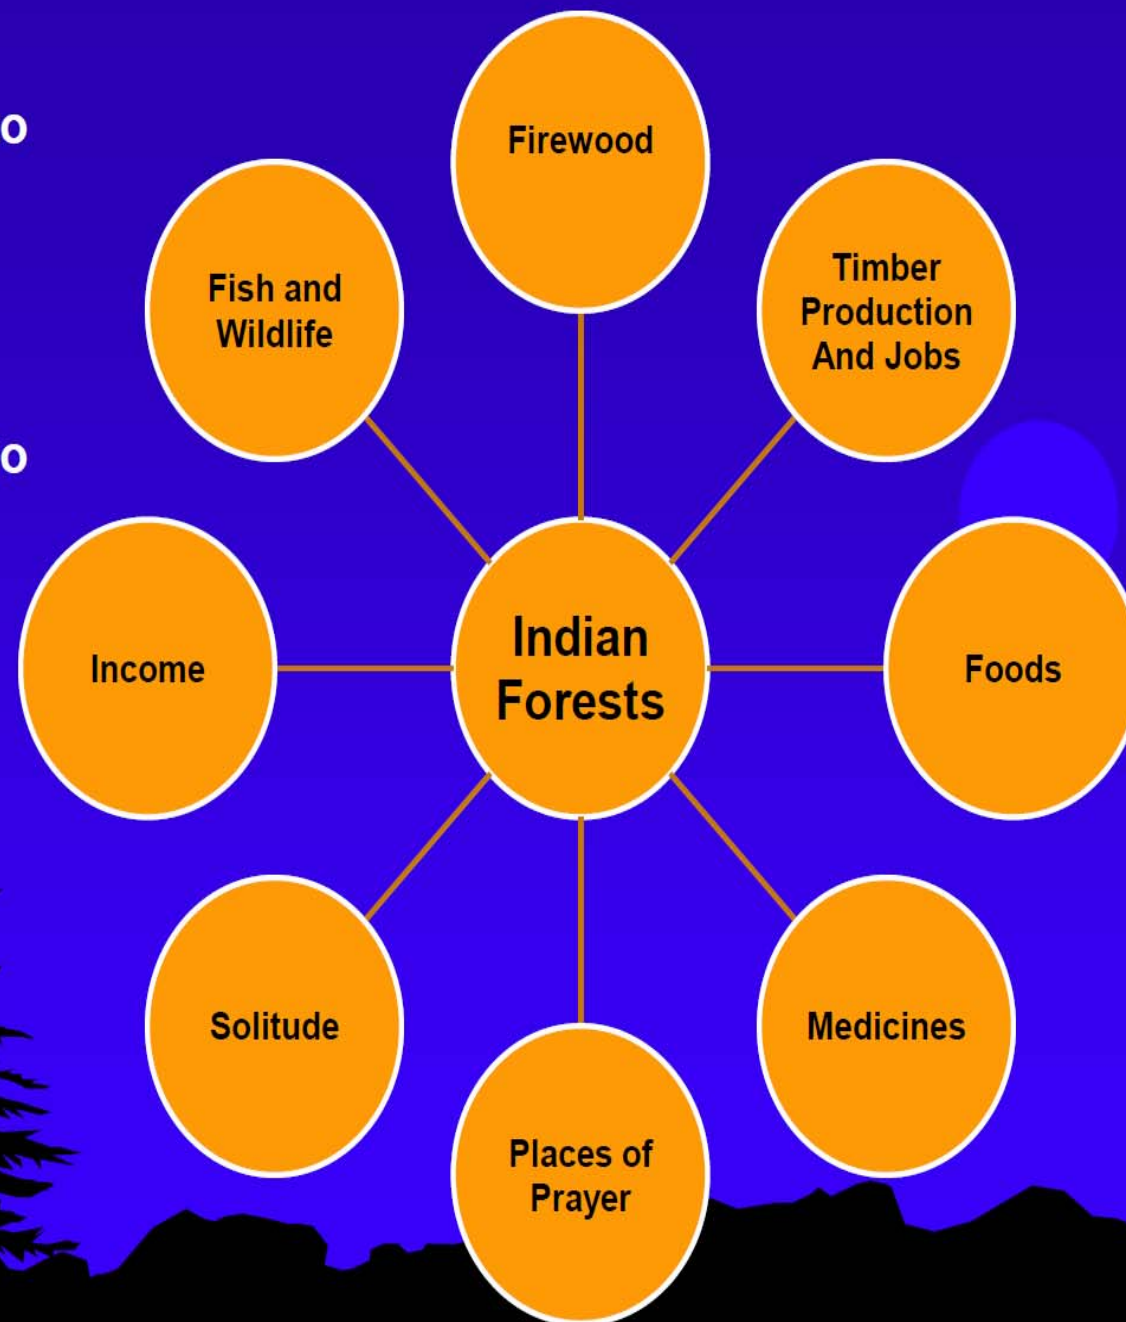 o
o
Firewood
Fish and
Wildlife
Timber
Production
And Jobs
Income
Indian
Forests
Foods
Solitude
Medicines
Places of
Prayer